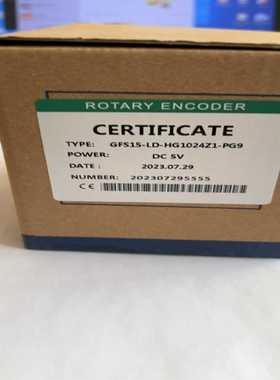 ROTARY ENCODER
CERTIFICATE
TYPE: GFS15-LD-HG1024Z1-PG9
POWER: DC 5V
DATE: 2023.07.29
NUMBER: 202307295555
CE